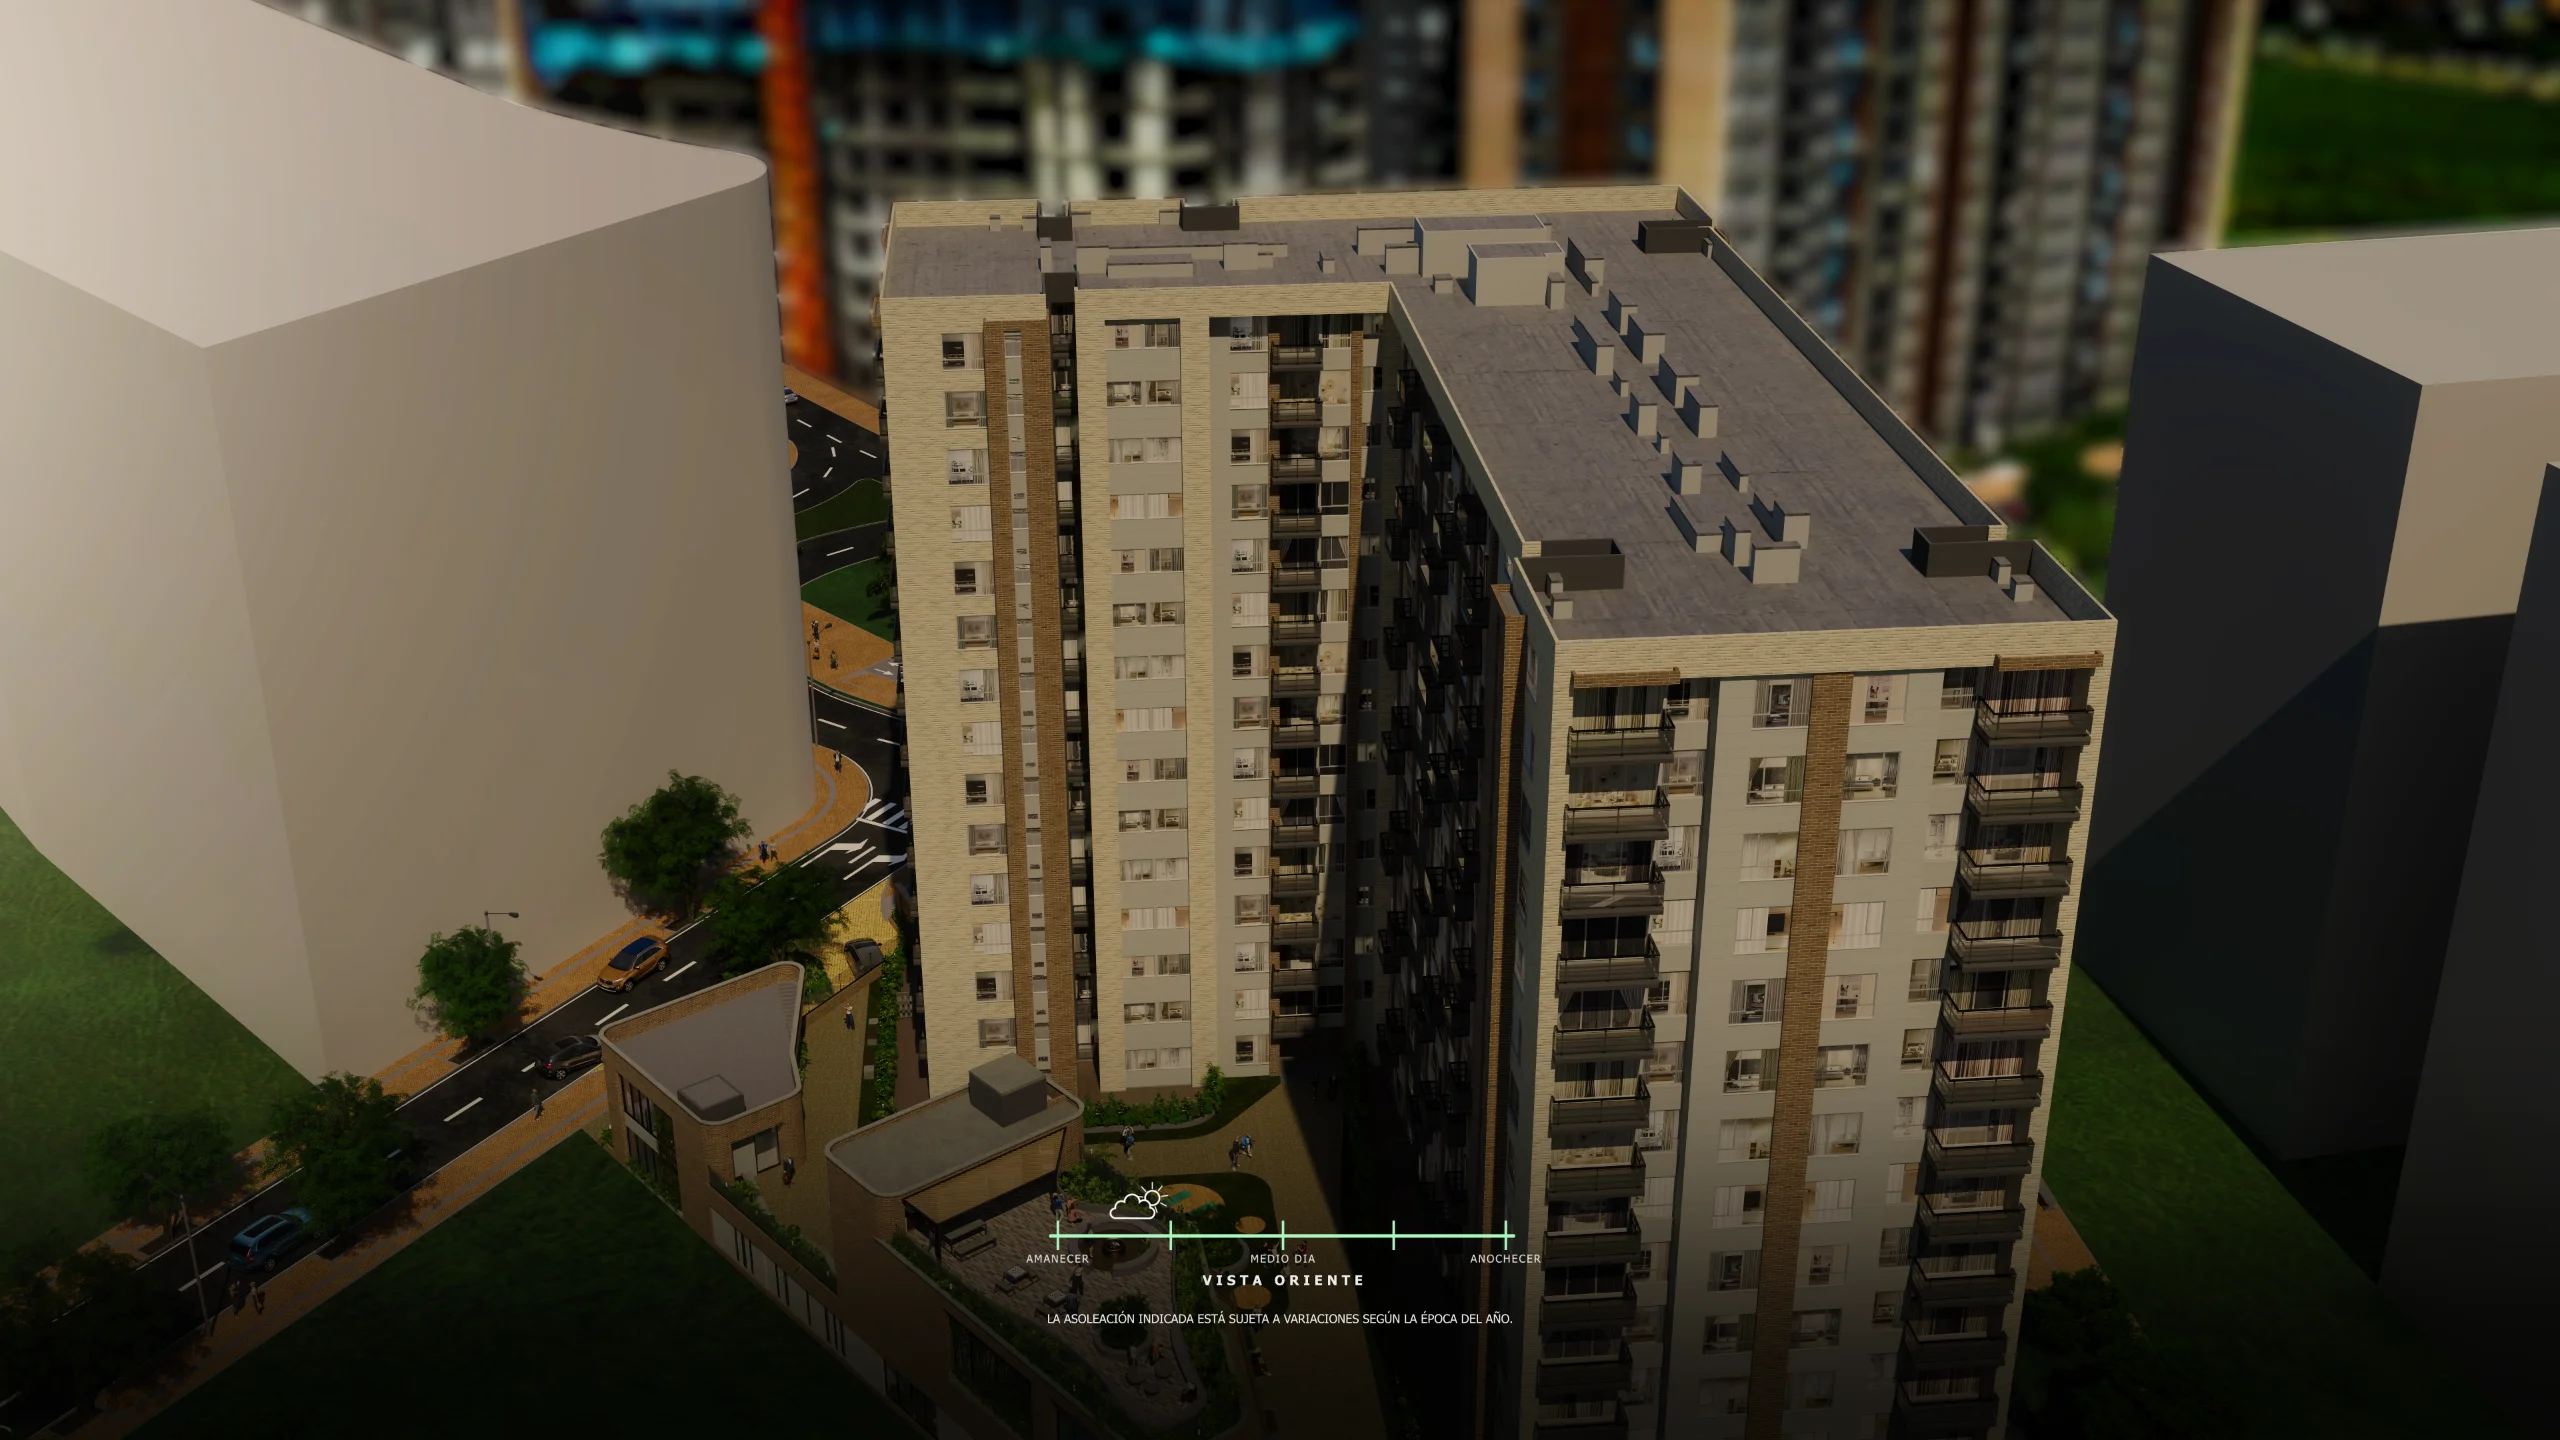 AMANECER MEDIO DIA ANOCHECER
VISTA ORIENTE
LA ASOLEACIÓN INDICADA ESTÁ SUJETA A VARIACIONES SEGÚN LA ÉPOCA DEL AÑO.